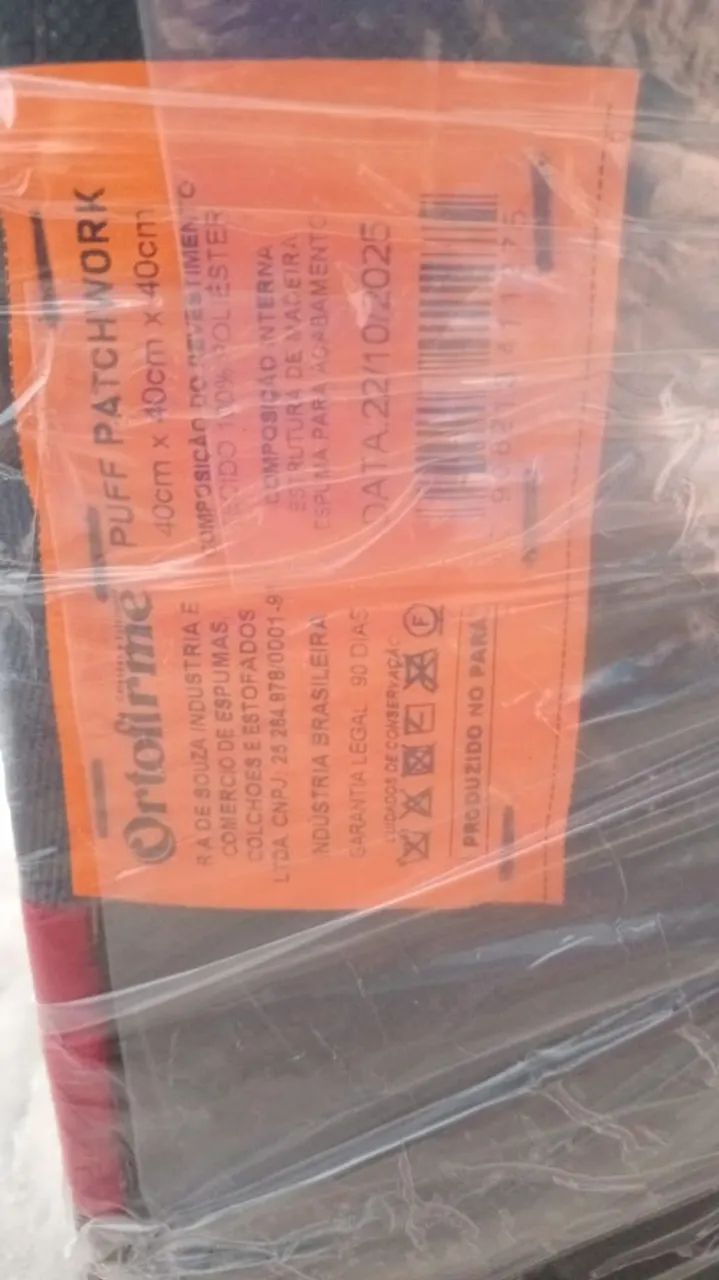 Ortofirme
R A DE SOUZA INDUSTRIA E
COMERCIO DE ESPUMAS,
COLCHOES E ESTOFADOS
LTDA CNPJ: 25 284.878/0001-9
INDÚSTRIA BRASILEIRA
GARANTIA LEGAL 90 DIAS
CUIDADOS DE CONSERVAÇÃO
F
PRODUZIDO NO PARÁ
PUFF PATCHWORK
40cm x 40cm x 40cm
COMPOSIÇÃO DO REVESTIMENTO
TECIDO 100% POLIÉSTER
COMPOSIÇÃO INTERNA
ESTRUTURA DE MADEIRA
ESPUMA PARA ACABAMENTO
DATA.22/10/2025